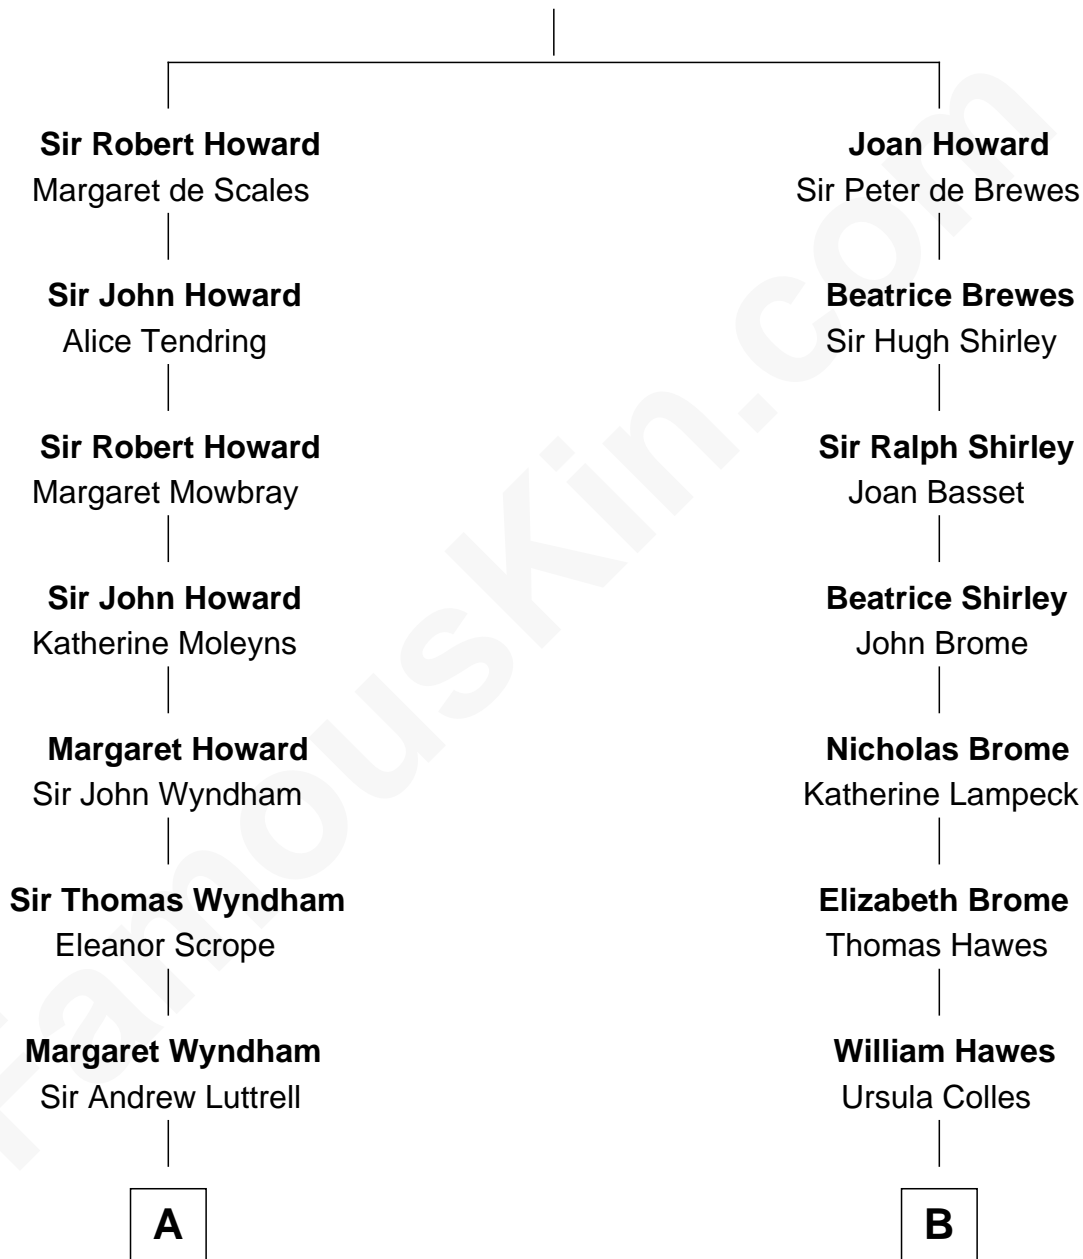 Sir Robert Howard
Margaret de Scales
Sir John Howard
Alice Tendring
Sir Robert Howard
Margaret Mowbray
Sir John Howard
Katherine Moleyns
Margaret Howard
Sir John Wyndham
Sir Thomas Wyndham
Eleanor Scrope
Margaret Wyndham
Sir Andrew Luttrell
A
Joan Howard
Sir Peter de Brewes
Beatrice Brewes
Sir Hugh Shirley
Sir Ralph Shirley
Joan Basset
Beatrice Shirley
John Brome
Nicholas Brome
Katherine Lampeck
Elizabeth Brome
Thomas Hawes
William Hawes
Ursula Colles
B
FamousKin.com